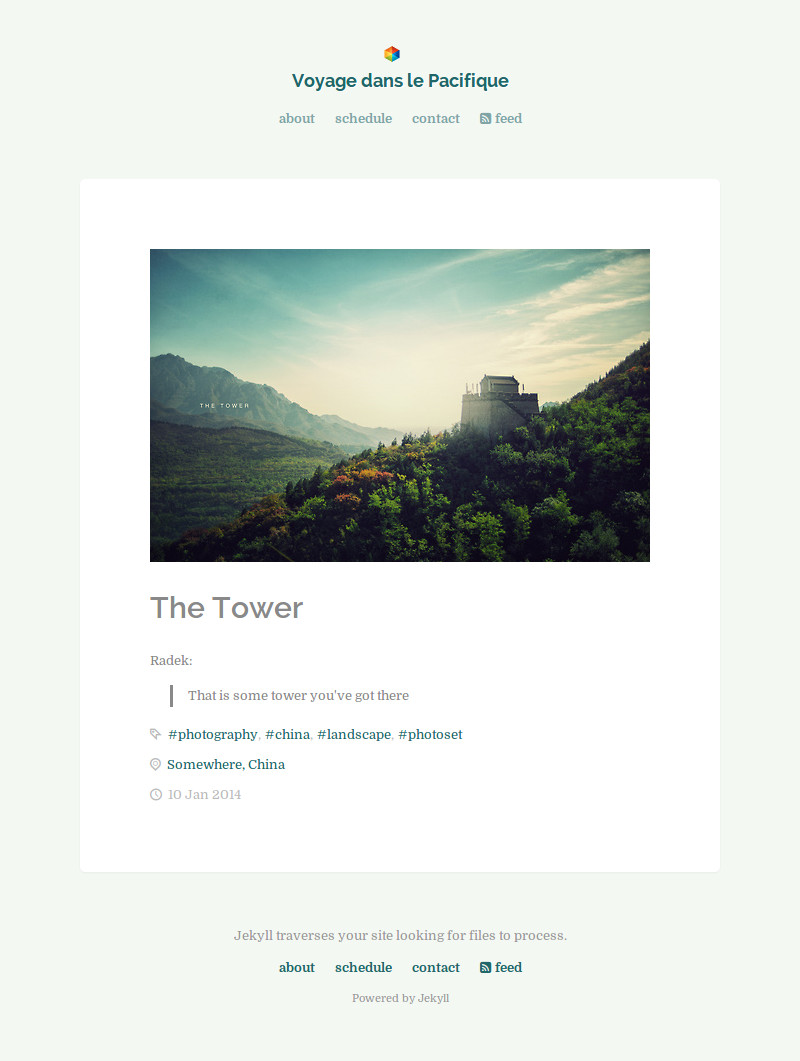 Voyage dans le Pacifique
about schedule contact feed
THE TOWER
The Tower
Radek:
That is some tower you've got there
#photography, #china, #landscape, #photoset
Somewhere, China
10 Jan 2014
Jekyll traverses your site looking for files to process.
about schedule contact feed
Powered by Jekyll